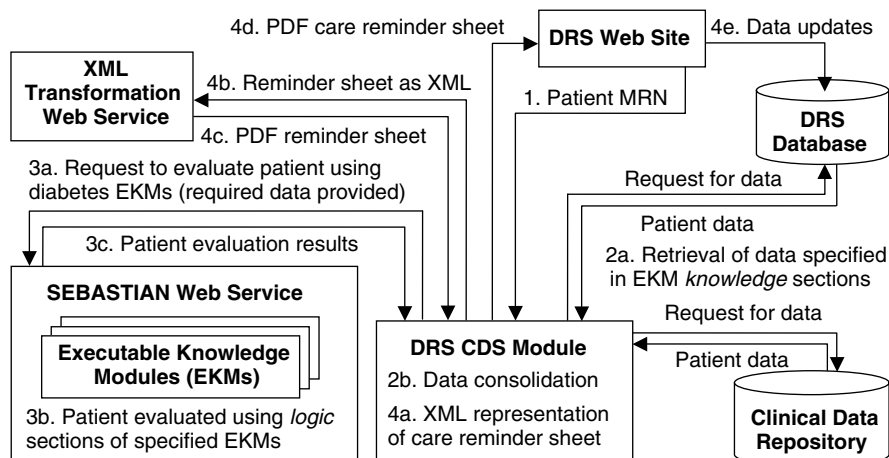 4d. PDF care reminder sheet
DRS Web Site
4e. Data updates
XML
Transformation
Web Service
4b. Reminder sheet as XML
1. Patient MRN
4c. PDF reminder sheet
DRS
Database
3a. Request to evaluate patient using
diabetes EKMs (required data provided)
Request for data
Patient data
3c. Patient evaluation results
2a. Retrieval of data specified
in EKM knowledge sections
SEBASTIAN Web Service
Executable Knowledge
Modules (EKMs)
3b. Patient evaluated using logic
sections of specified EKMs
DRS CDS Module
2b. Data consolidation
4a. XML representation
of care reminder sheet
Request for data
Patient data
Clinical Data
Repository